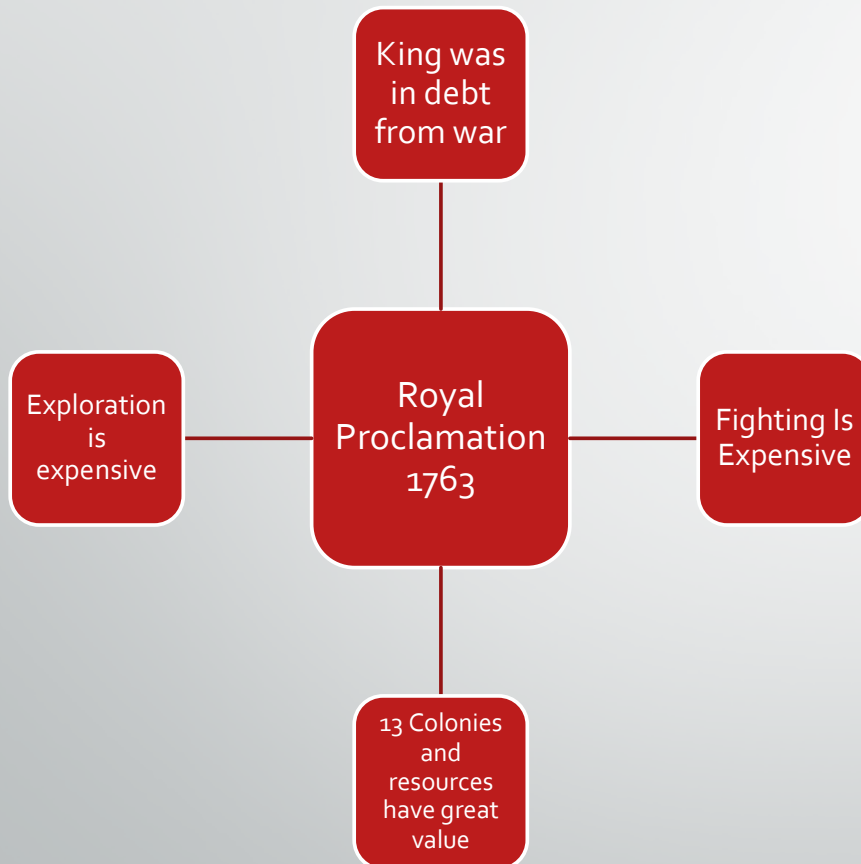 King was
in debt
from war
Exploration
is
expensive
Royal
Proclamation
1763
Fighting Is
Expensive
13 Colonies
and
resources
have great
value